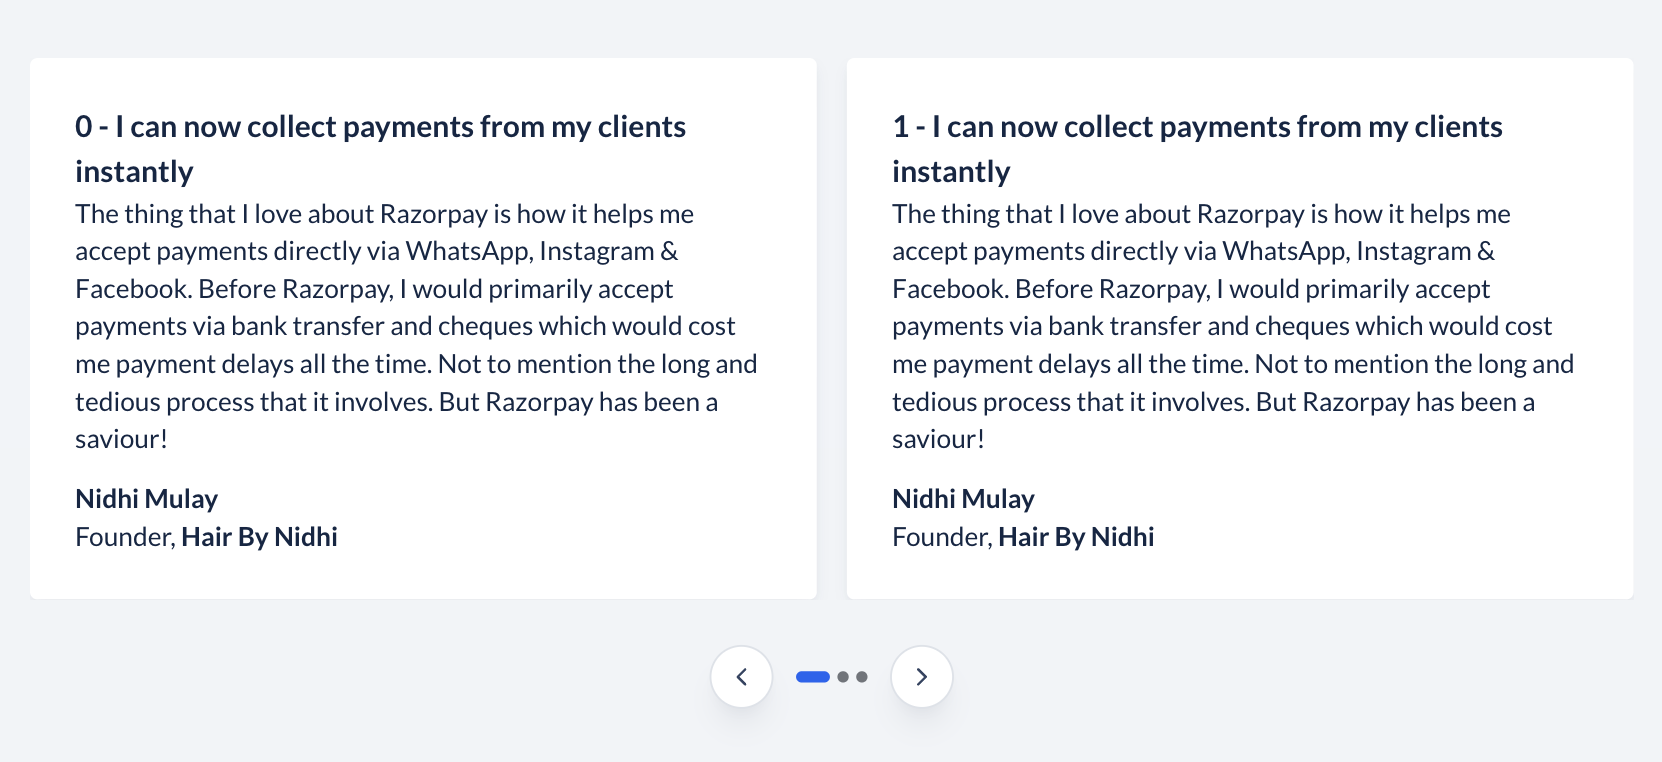 0 - I can now collect payments from my clients
instantly
The thing that I love about Razorpay is how it helps me
accept payments directly via WhatsApp, Instagram &
Facebook. Before Razorpay, I would primarily accept
payments via bank transfer and cheques which would cost
me payment delays all the time. Not to mention the long and
tedious process that it involves. But Razorpay has been a
saviour!
Nidhi Mulay
Founder, Hair By Nidhi
1 - I can now collect payments from my clients
instantly
The thing that I love about Razorpay is how it helps me
accept payments directly via WhatsApp, Instagram &
Facebook. Before Razorpay, I would primarily accept
payments via bank transfer and cheques which would cost
me payment delays all the time. Not to mention the long and
tedious process that it involves. But Razorpay has been a
saviour!
Nidhi Mulay
Founder, Hair By Nidhi